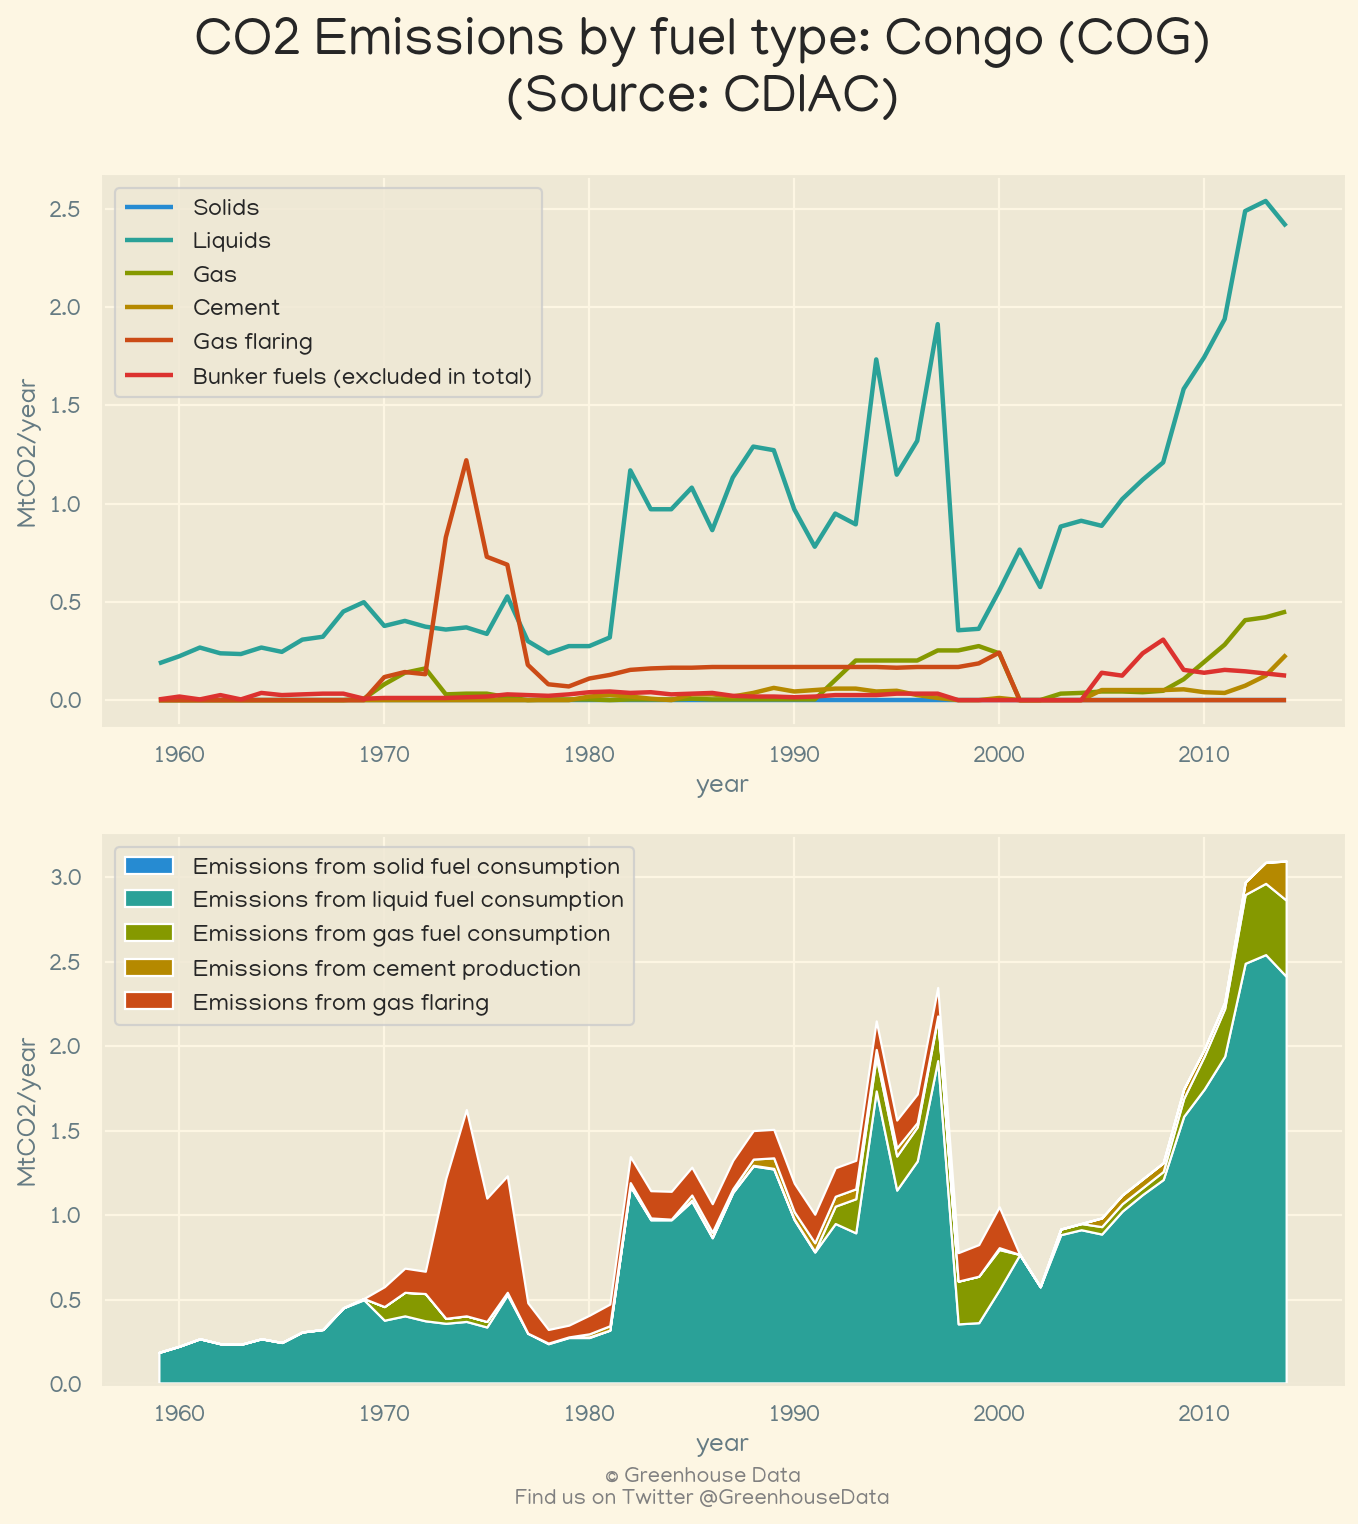 CO2 Emissions by fuel type: Congo (COG)
(Source: CDIAC)
Solids
Liquids
Gas
Cement
Gas flaring
Bunker fuels (excluded in total)
2.5
2.0
1.5
1.0
0.5
0.0
MtCO2/year
1960 1970 1980 1990 2000 2010
year
Emissions from solid fuel consumption
Emissions from liquid fuel consumption
Emissions from gas fuel consumption
Emissions from cement production
Emissions from gas flaring
3.0
2.5
2.0
1.5
1.0
0.5
0.0
MtCO2/year
1960 1970 1980 1990 2000 2010
year
© Greenhouse Data
Find us on Twitter @GreenhouseData